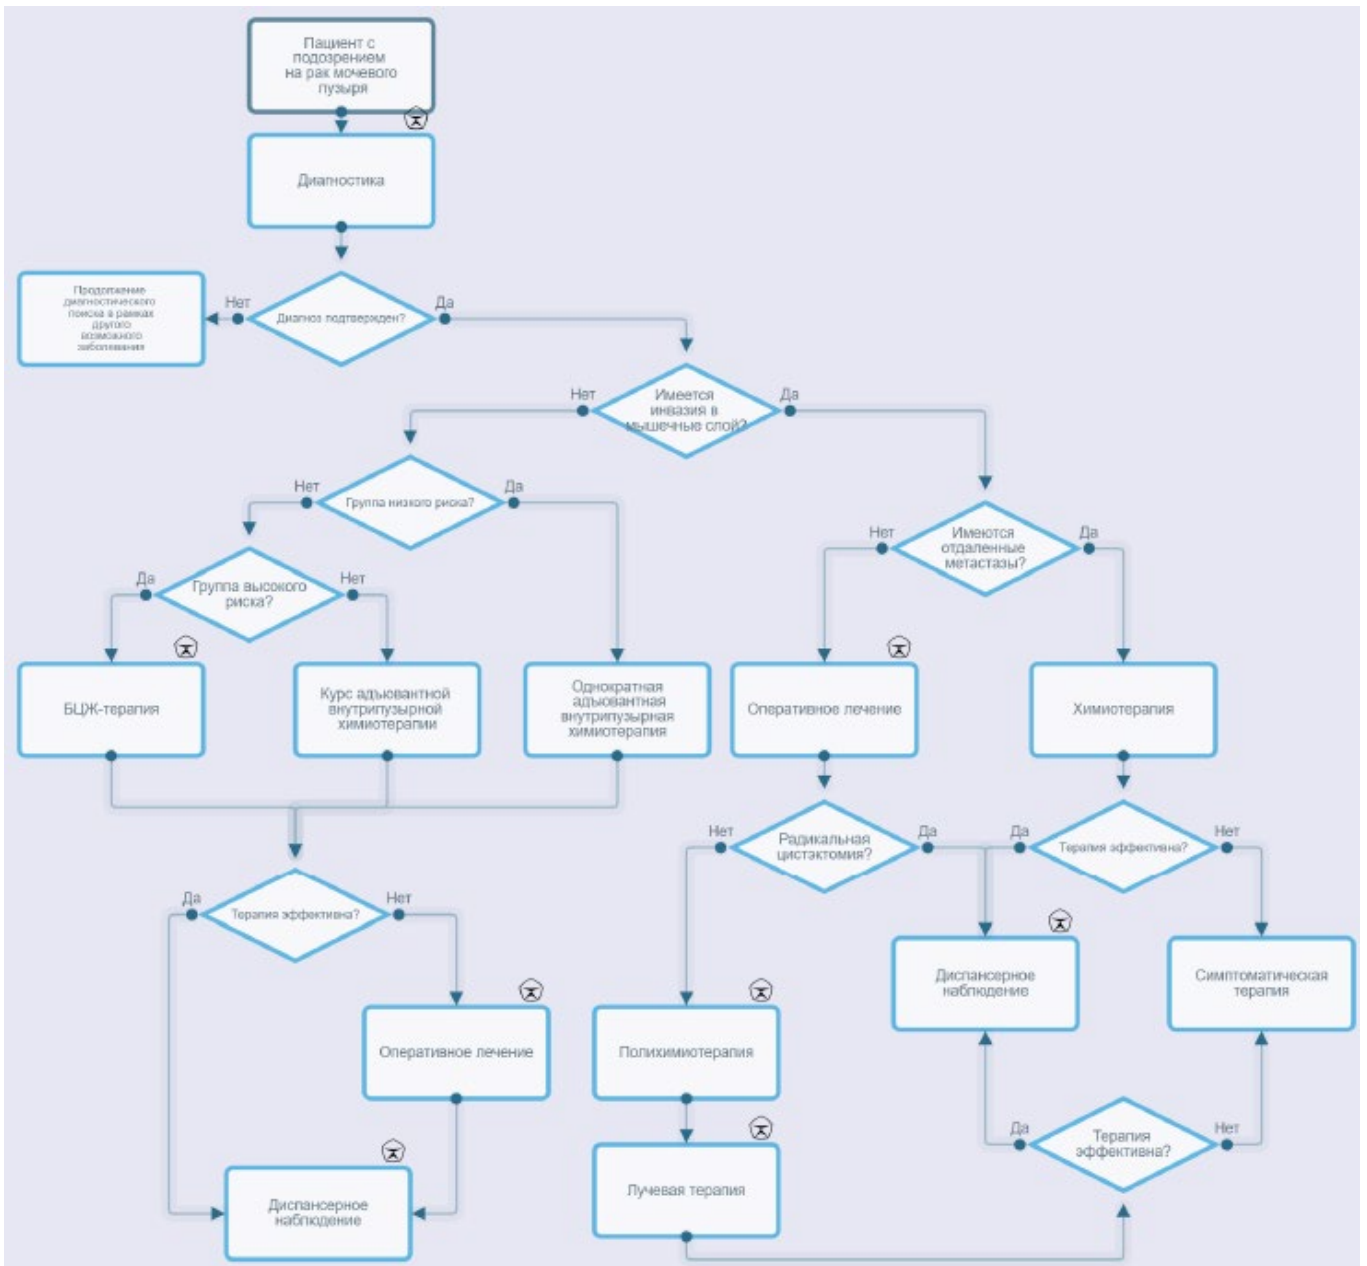 Пациент с
подозрением
на рак мочевого
пузыря
Диагностика
Продолжение
диагностического
поиска в рамках
другого
возможного
заболевания
Нет
Диагноз подтвержден?
Да
Нет
Имеется
инвазия в
мышечные слой?
Да
Нет
Группа низкого риска?
Да
Нет
Имеются
отдаленные
метастазы?
Да
Да
Группа высокого
риска?
Нет
БЦЖ-терапия
Курс адъювантной
внутрипузырной
химиотерапии
Однократная
адъювантная
внутрипузырная
химиотерапия
Оперативное лечение
Химиотерапия
Нет
Радикальная
цистэктомия?
Да
Да
Терапия эффективна?
Нет
Да
Терапия эффективна?
Нет
Диспансерное
наблюдение
Симптоматическая
терапия
Оперативное лечение
Полихимиотерапия
Да
Терапия
эффективна?
Нет
Лучевая терапия
Диспансерное
наблюдение